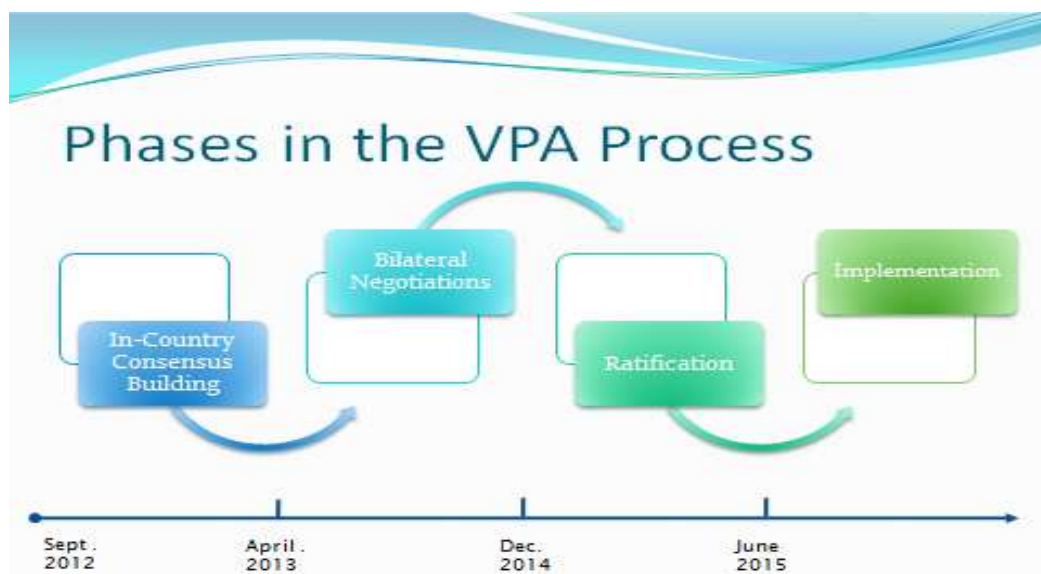 Phases in the VPA Process
In-Country
Consensus
Building
Bilateral
Negotiations
Ratification
Implementation
Sept .
2012
April .
2013
Dec.
2014
June
2015